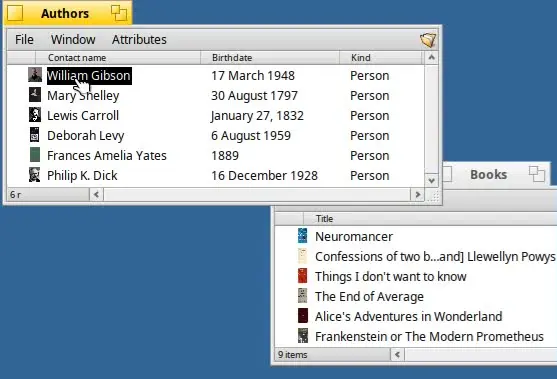 Authors
File Window Attributes
Contact name Birthdate Kind
William Gibson 17 March 1948 Person
Mary Shelley 30 August 1797 Person
Lewis Carroll January 27, 1832 Person
Deborah Levy 6 August 1959 Person
Frances Amelia Yates 1889 Person
Philip K. Dick 16 December 1928 Person
6 r
Books
Title
Neuromancer
Confessions of two b...and] Llewellyn Powys
Things I don't want to know
The End of Average
Alice's Adventures in Wonderland
Frankenstein or The Modern Prometheus
9 items